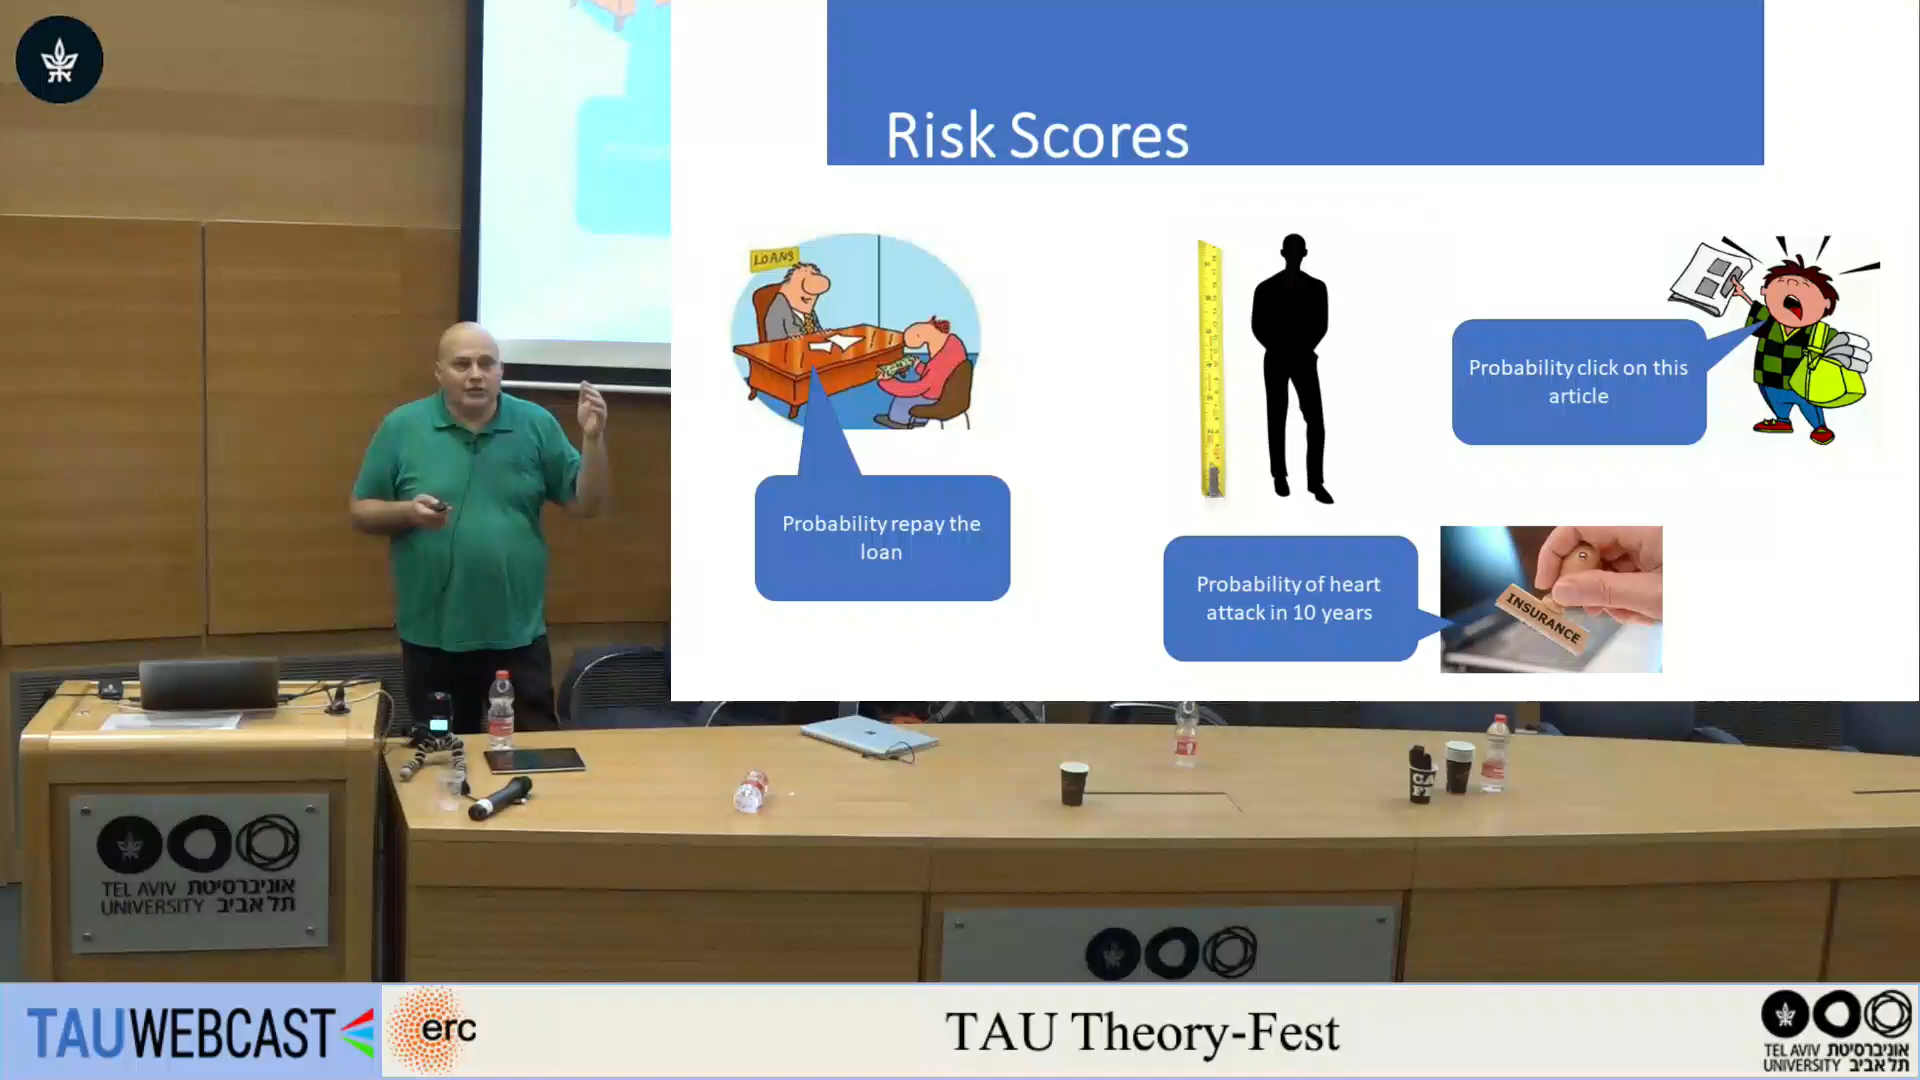 Risk Scores
LOANS
Probability click on this
article
Probability repay the
loan
Probability of heart
attack in 10 years
INSURANCE
TEL AVIV אוניברסיטת
UNIVERSITY תל אביב
TAUWEBCAST
erc
TAU Theory-Fest
TEL AVIV אוניברסיטת
UNIVERSITY תל אביב